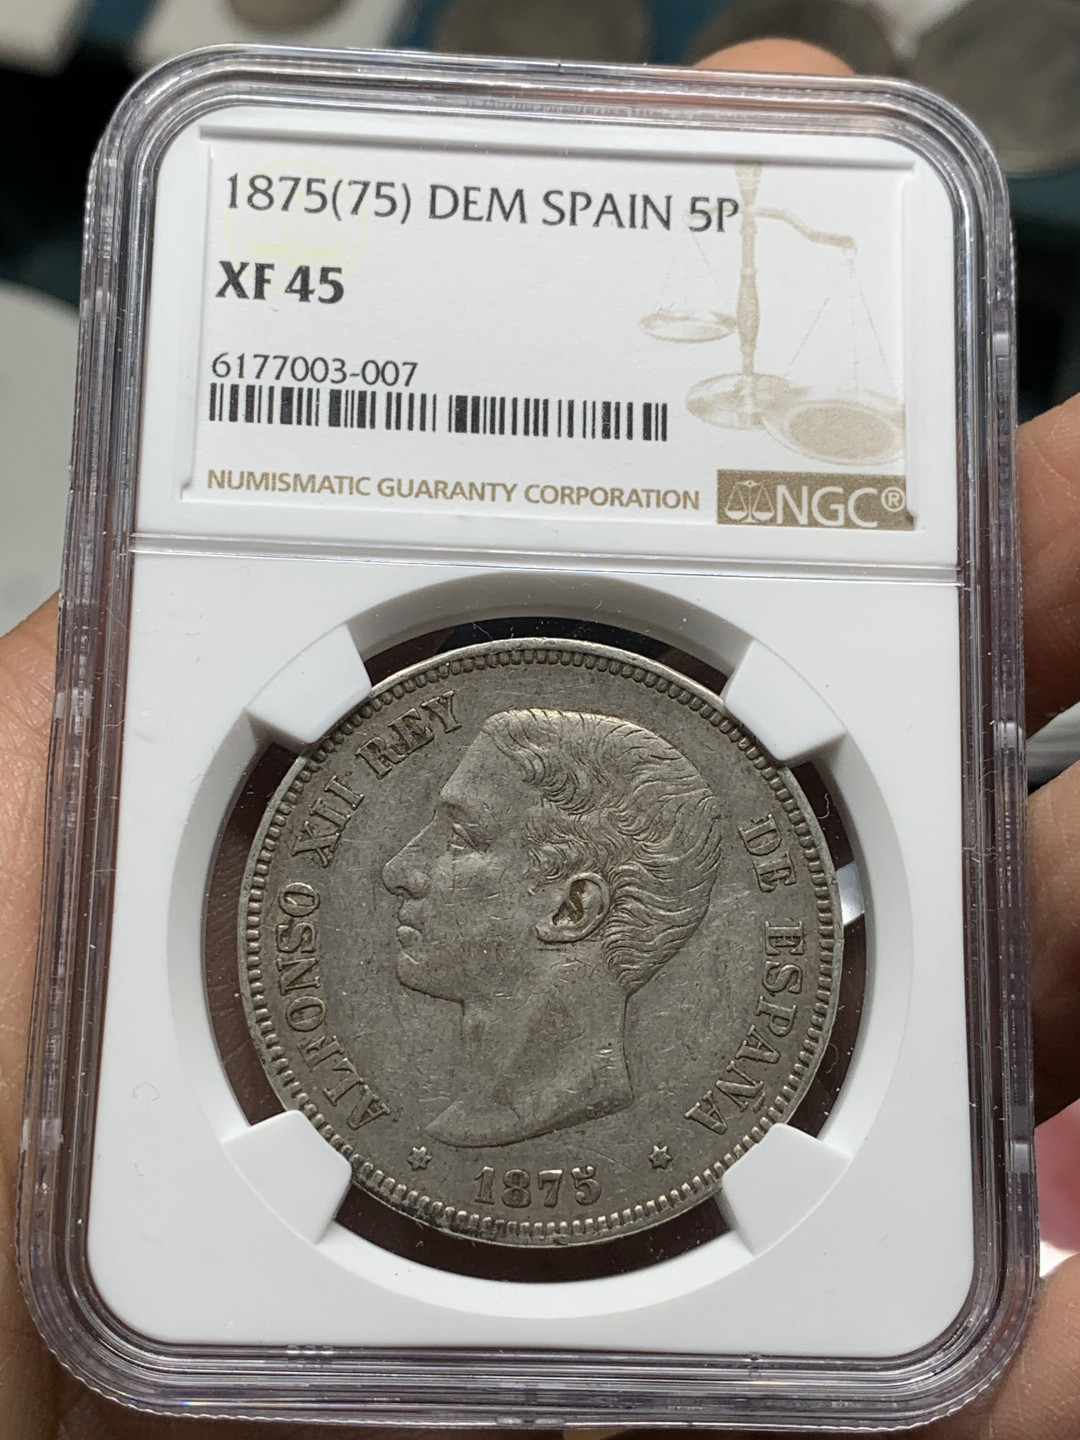 1875(75) DEM SPAIN 5P
XF 45
6177003-007
NUMISMATIC GUARANTY CORPORATION
NGC®
ALFONSO XII REY DE ESPAÑA
* 1875 *